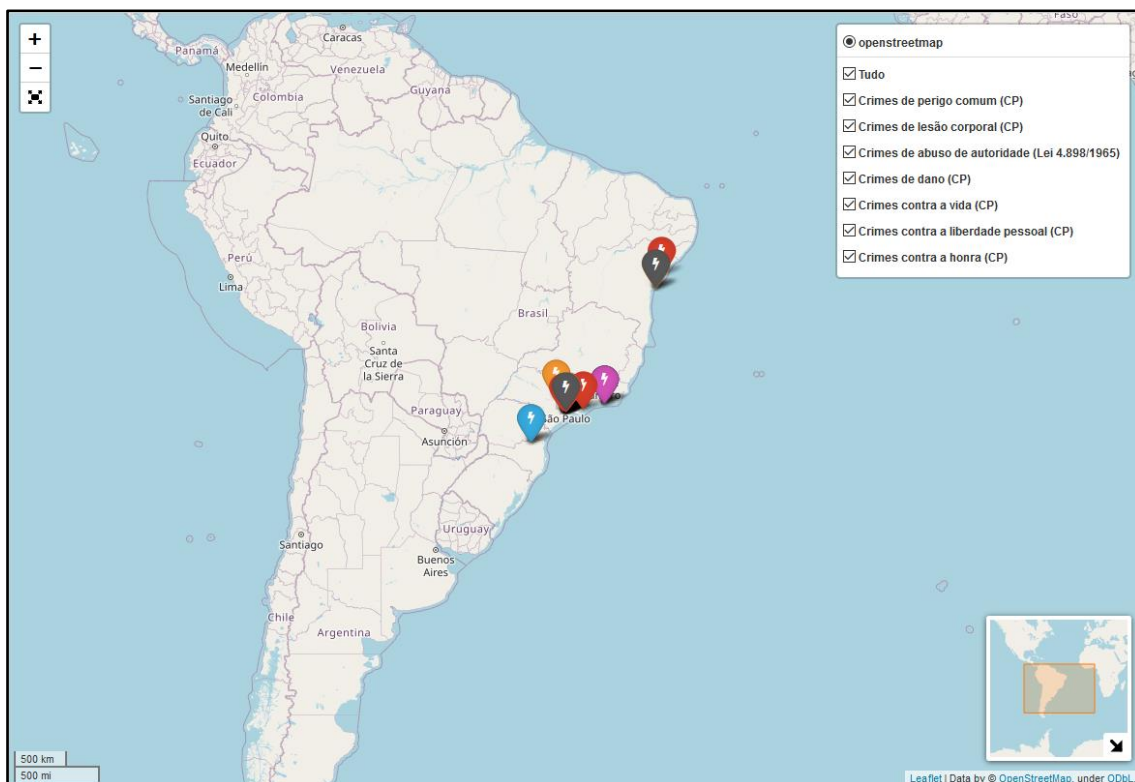 +
−
openstreetmap
Tudo
Crimes de perigo comum (CP)
Crimes de lesão corporal (CP)
Crimes de abuso de autoridade (Lei 4.898/1965)
Crimes de dano (CP)
Crimes contra a vida (CP)
Crimes contra a liberdade pessoal (CP)
Crimes contra a honra (CP)
Faso
Caracas
Panamá
Medellín
Venezuela
Guyana
Santiago
de Cali
Colombia
Quito
Ecuador
Perú
Lima
Brasil
Bolivia
Santa
Cruz de
la Sierra
Paraguay
São Paulo
Asunción
Uruguay
Santiago
Buenos
Aires
Chile
Argentina
500 km
500 mi
Leaflet | Data by © OpenStreetMap, under ODbL.